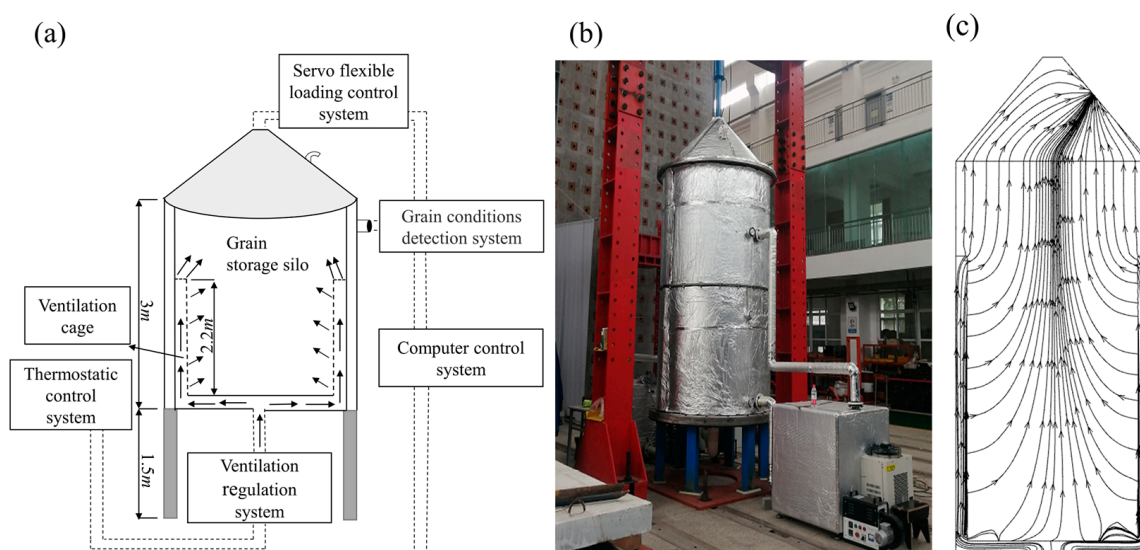 (a)
Servo flexible
loading control
system
Grain conditions
detection system
Grain
storage silo
Ventilation
cage
3m
2.2m
Computer control
system
Thermostatic
control
system
1.5m
Ventilation
regulation
system
(b)
(c)